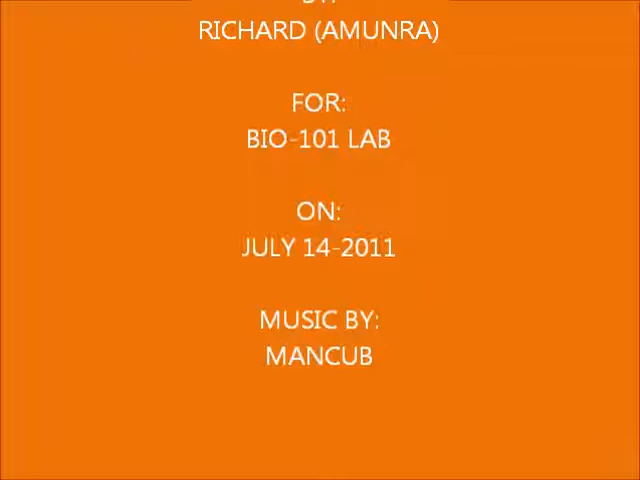 RICHARD (AMUNRA)
FOR:
BIO-101 LAB
ON:
JULY 14-2011
MUSIC BY:
MANCUB